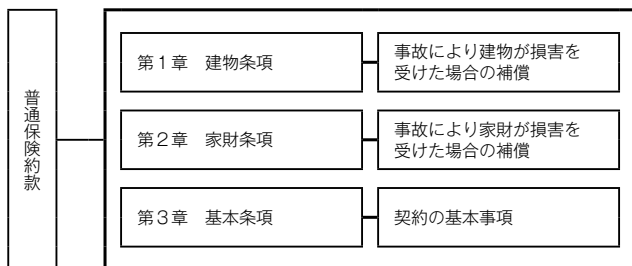 普通保険約款
第1章　建物条項
事故により建物が損害を
受けた場合の補償
第2章　家財条項
事故により家財が損害を
受けた場合の補償
第3章　基本条項
契約の基本事項